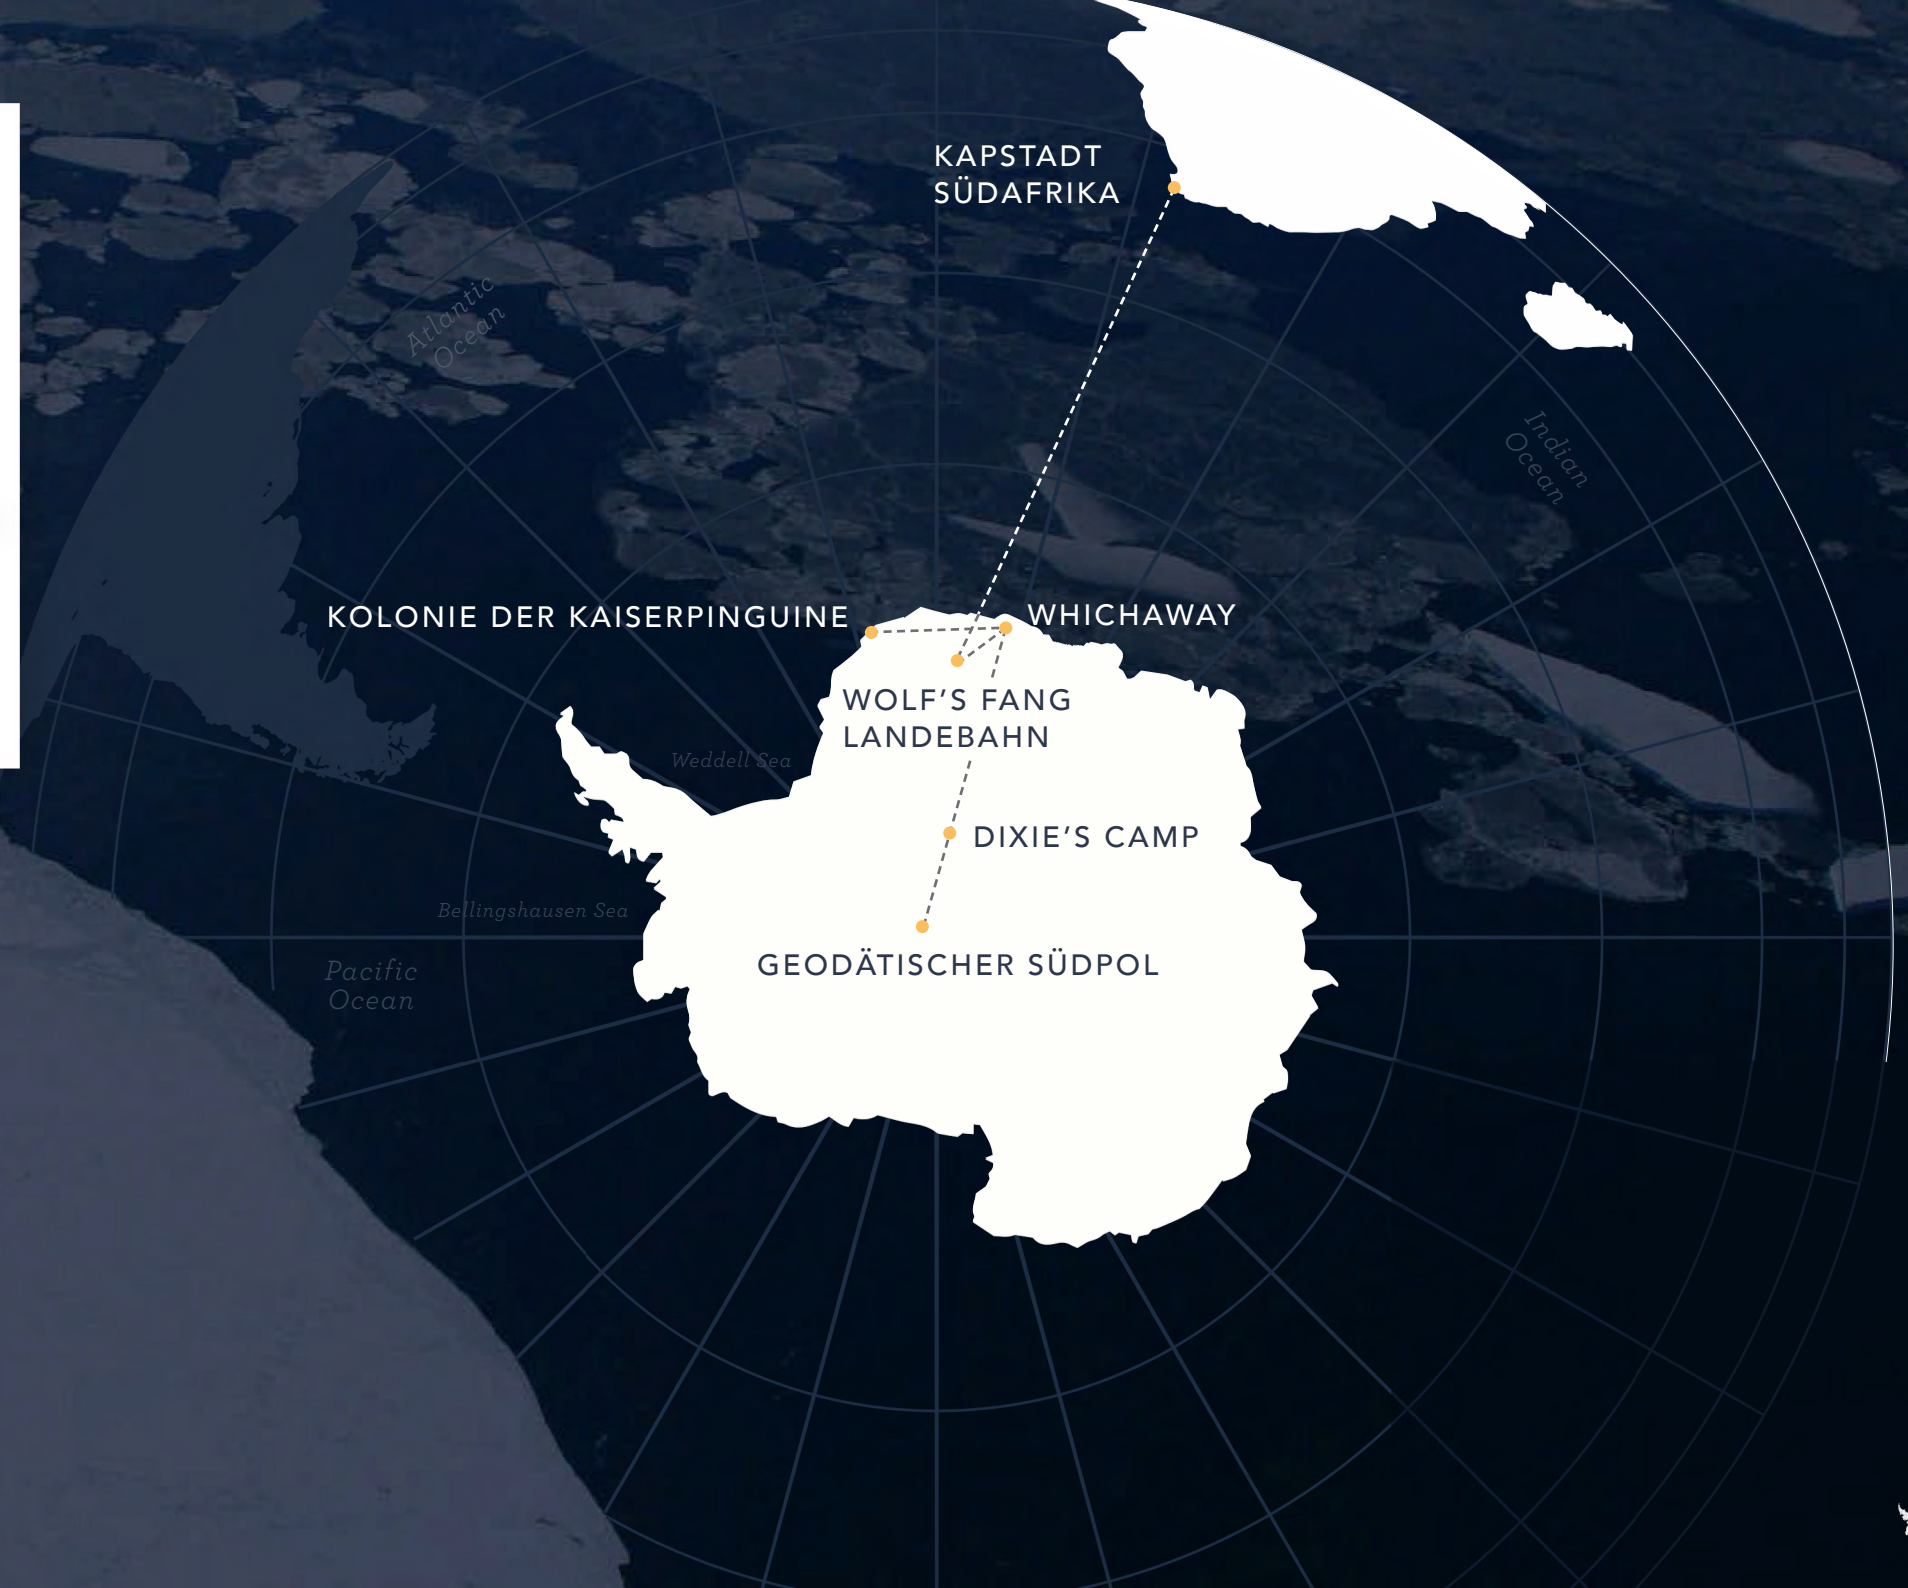 KAPSTADT
SÜDAFRIKA
Atlantic
Ocean
Indian
Ocean
KOLONIE DER KAISERPINGUINE
WHICHAWAY
WOLF’S FANG
LANDEBAHN
Weddell Sea
DIXIE’S CAMP
Bellingshausen Sea
GEODÄTISCHER SÜDPOL
Pacific
Ocean